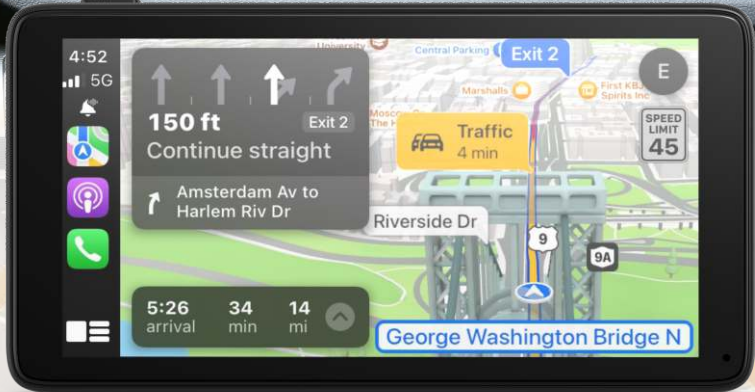 4:52
5G
150 ft
Exit 2
Continue straight
Amsterdam Av to
Harlem Riv Dr
5:26
34
14
arrival
min
mi
University
Central Parking
Exit 2
Marshalls
First KBJ
Spirits Inc
E
SPEED
LIMIT
45
Traffic
4 min
Riverside Dr
9
9A
George Washington Bridge N